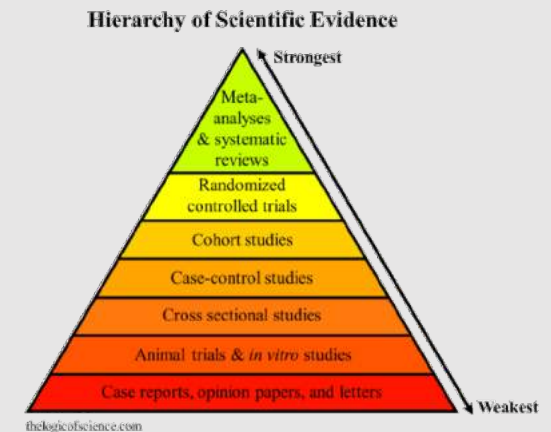 Hierarchy of Scientific Evidence
Strongest
Meta-
analyses
& systematic
reviews
Randomized
controlled trials
Cohort studies
Case-control studies
Cross sectional studies
Animal trials & in vitro studies
Case reports, opinion papers, and letters
Weakest
thelogicofscience.com